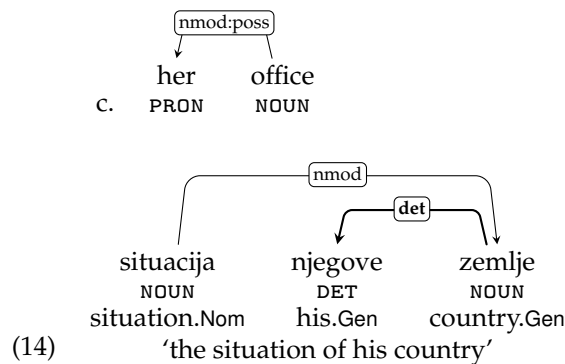 nmod:poss
her office
c. PRON NOUN
nmod
det
situacija njegove zemlje
NOUN DET NOUN
situation.Nom his.Gen country.Gen
(14) ‘the situation of his country’